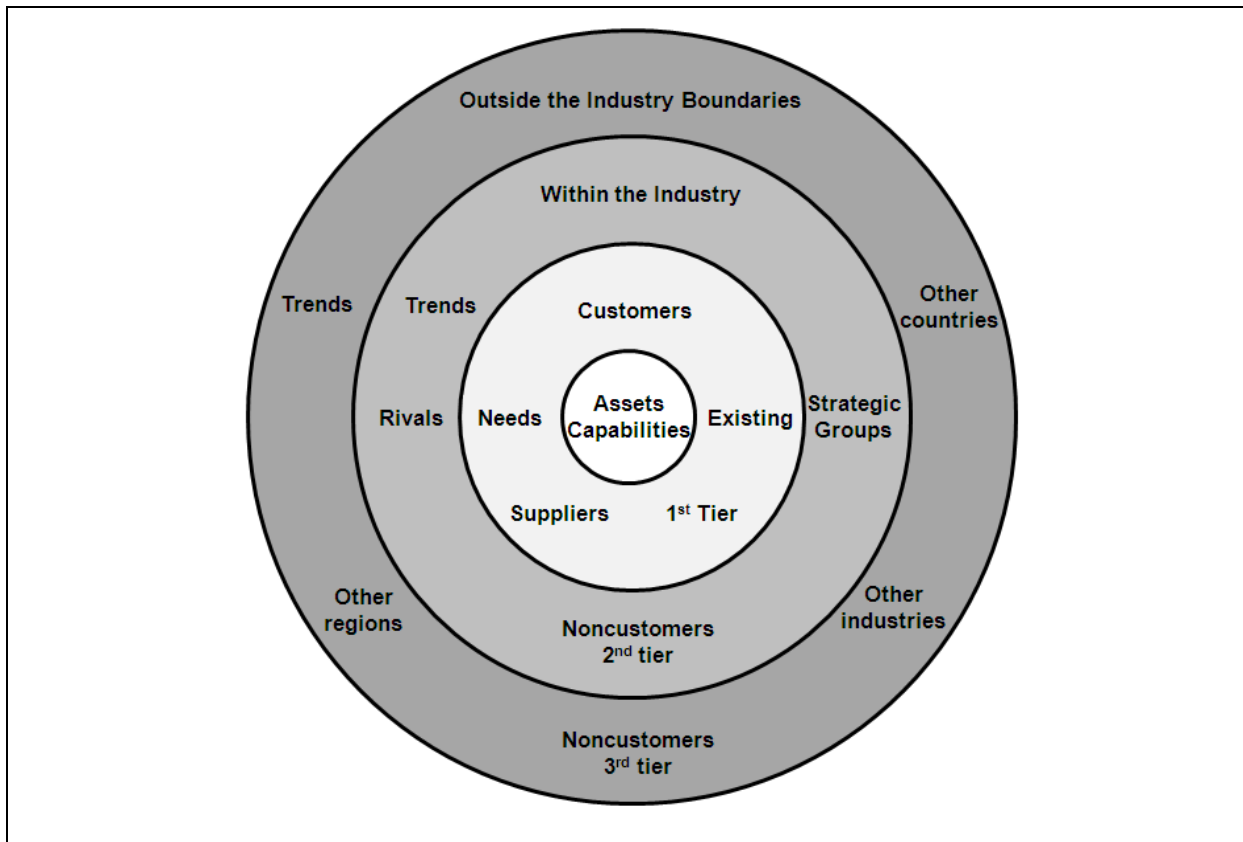 Outside the Industry Boundaries
Within the Industry
Trends
Trends
Customers
Other
countries
Rivals
Needs
Assets
Capabilities
Existing
Strategic
Groups
Suppliers
1st Tier
Other
regions
Noncustomers
2nd tier
Other
industries
Noncustomers
3rd tier